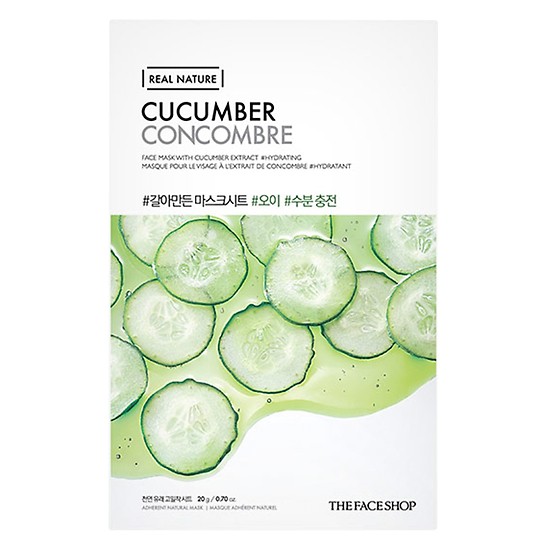 REAL NATURE
CUCUMBER
CONCOMBRE
FACE MASK WITH CUCUMBER EXTRACT #HYDRATING
MASQUE POUR LE VISAGE À L'EXTRAIT DE CONCOMBRE #HYDRATANT
#갈아만든 마스크시트 #오이 #수분 충전
천연 유래 고밀착 시트 20 g / 0.70 oz.
ADHERENT NATURAL MASK | MASQUE ADHÉRENT NATUREL
THE FACE SHOP